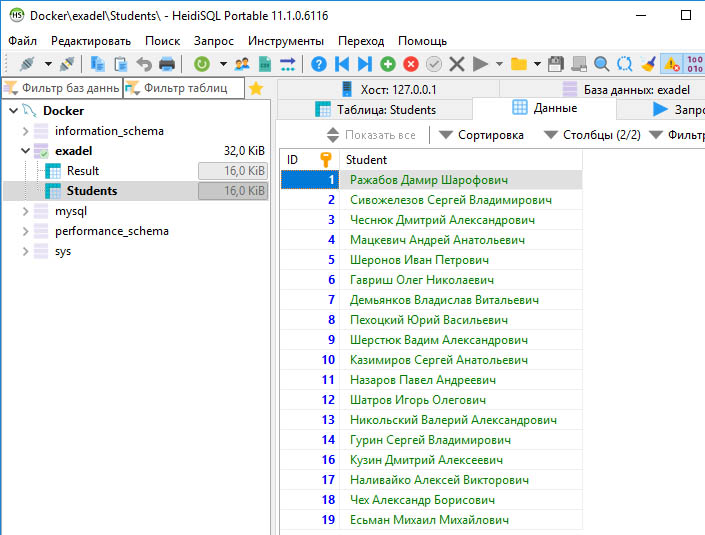 Docker\exadel\Students\ - HeidiSQL Portable 11.1.0.6116
Файл Редактировать Поиск Запрос Инструменты Переход Помощь
Фильтр баз даннь Фильтр таблиц
Хост: 127.0.0.1 База данных: exadel
Таблица: Students Данные Запро
Показать все Сортировка Столбцы (2/2) Фильтр
Docker
information_schema
exadel 32,0 KiB
Result 16,0 KiB
Students 16,0 KiB
mysql
performance_schema
sys
ID Student
1 Ражабов Дамир Шарофович
2 Сивожелезов Сергей Владимирович
3 Чеснюк Дмитрий Александрович
4 Мацкевич Андрей Анатольевич
5 Шеронов Иван Петрович
6 Гавриш Олег Николаевич
7 Демьянков Владислав Витальевич
8 Пехоцкий Юрий Васильевич
9 Шерстюк Вадим Александрович
10 Казимиров Сергей Анатольевич
11 Назаров Павел Андреевич
12 Шатров Игорь Олегович
13 Никольский Валерий Александрович
14 Гурин Сергей Владимирович
16 Кузин Дмитрий Алексеевич
17 Наливайко Алексей Викторович
18 Чех Александр Борисович
19 Есьман Михаил Михайлович